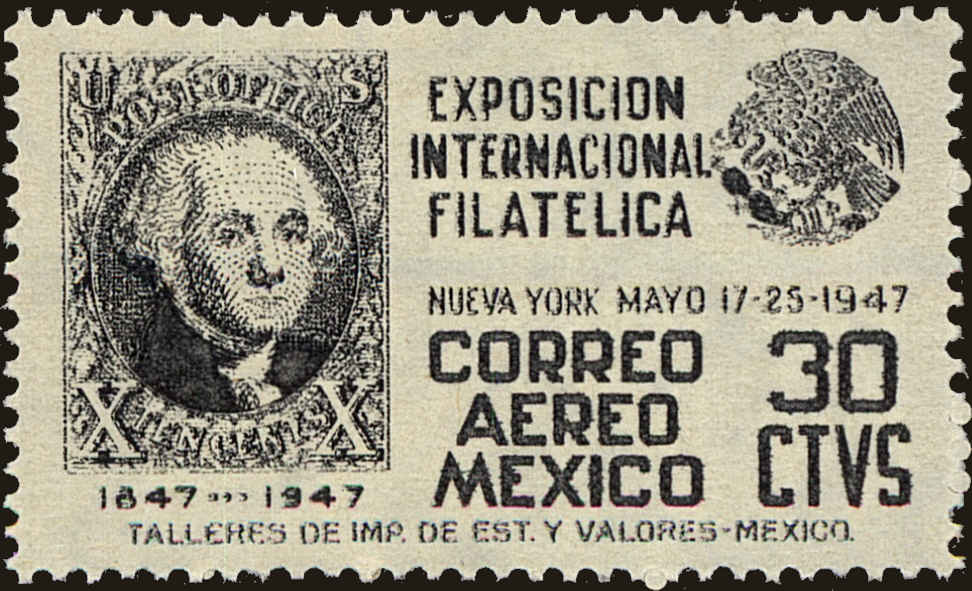 U S
POST OFFICE
X TEN CENTS X
1847 ,,, 1947
EXPOSICION
INTERNACIONAL
FILATELICA
NUEVA YORK MAYO 17-25-1947
CORREO
AEREO
MEXICO
30
CTVS
TALLERES DE IMP. DE EST. Y VALORES-MEXICO.